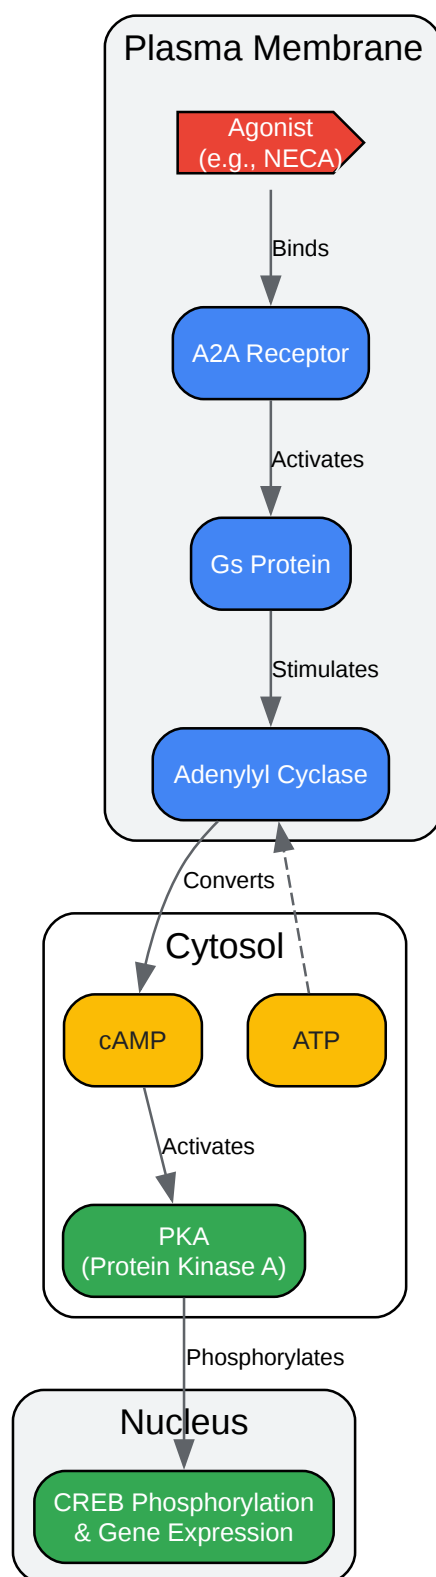 Plasma Membrane
Agonist
(e.g., NECA)
Binds
A2A Receptor
Activates
Gs Protein
Stimulates
Adenylyl Cyclase
Converts
Cytosol
cAMP
ATP
Activates
PKA
(Protein Kinase A)
Phosphorylates
Nucleus
CREB Phosphorylation
& Gene Expression